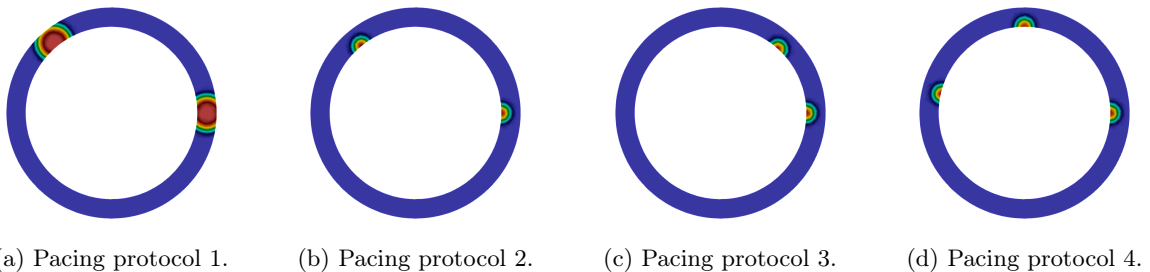 a) Pacing protocol 1.
(b) Pacing protocol 2.
(c) Pacing protocol 3.
(d) Pacing protocol 4.